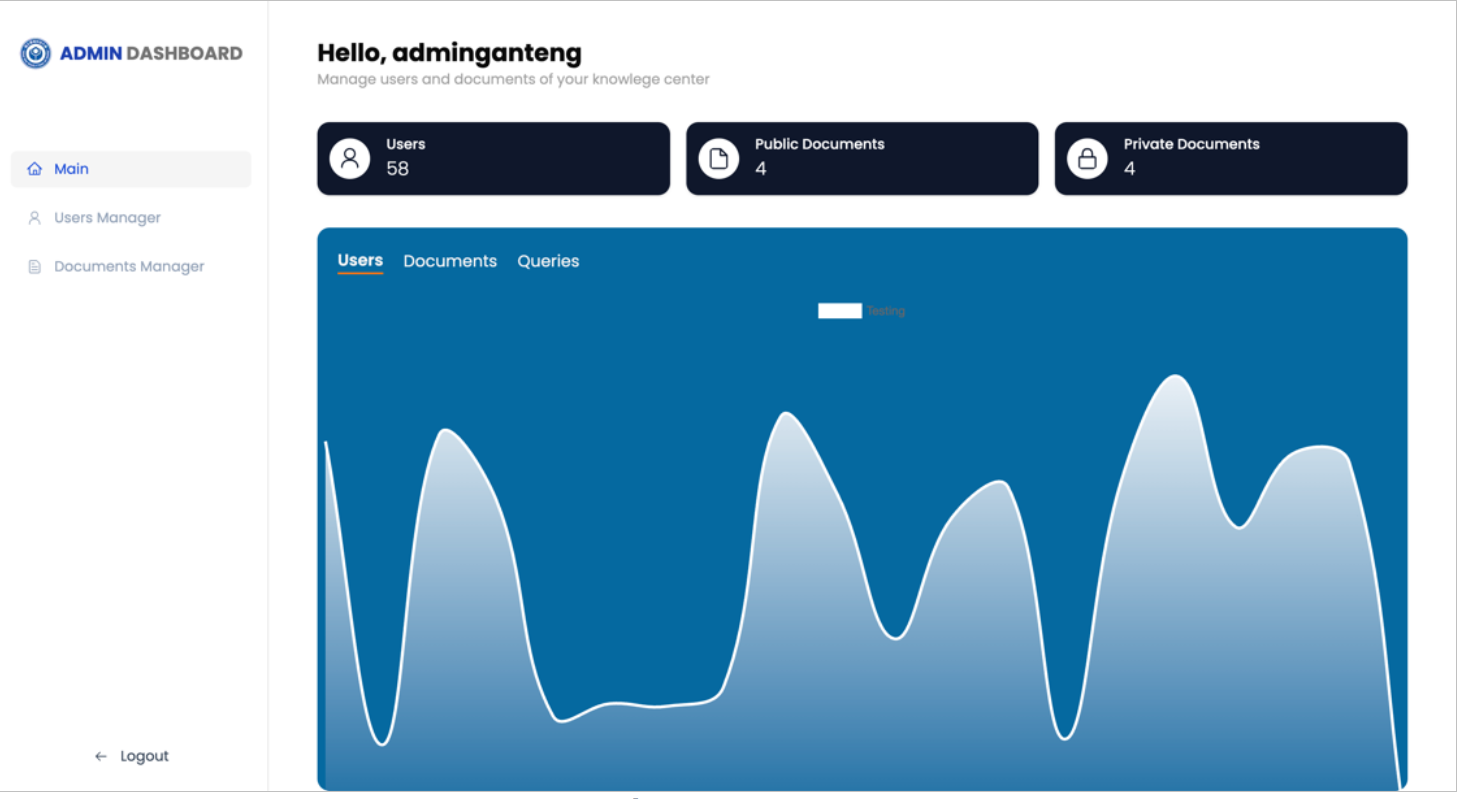 ADMIN DASHBOARD
Main
Users Manager
Documents Manager
Logout
Hello, adminganteng
Manage users and documents of your knowlege center
Users
58
Public Documents
4
Private Documents
4
Users Documents Queries
Testing